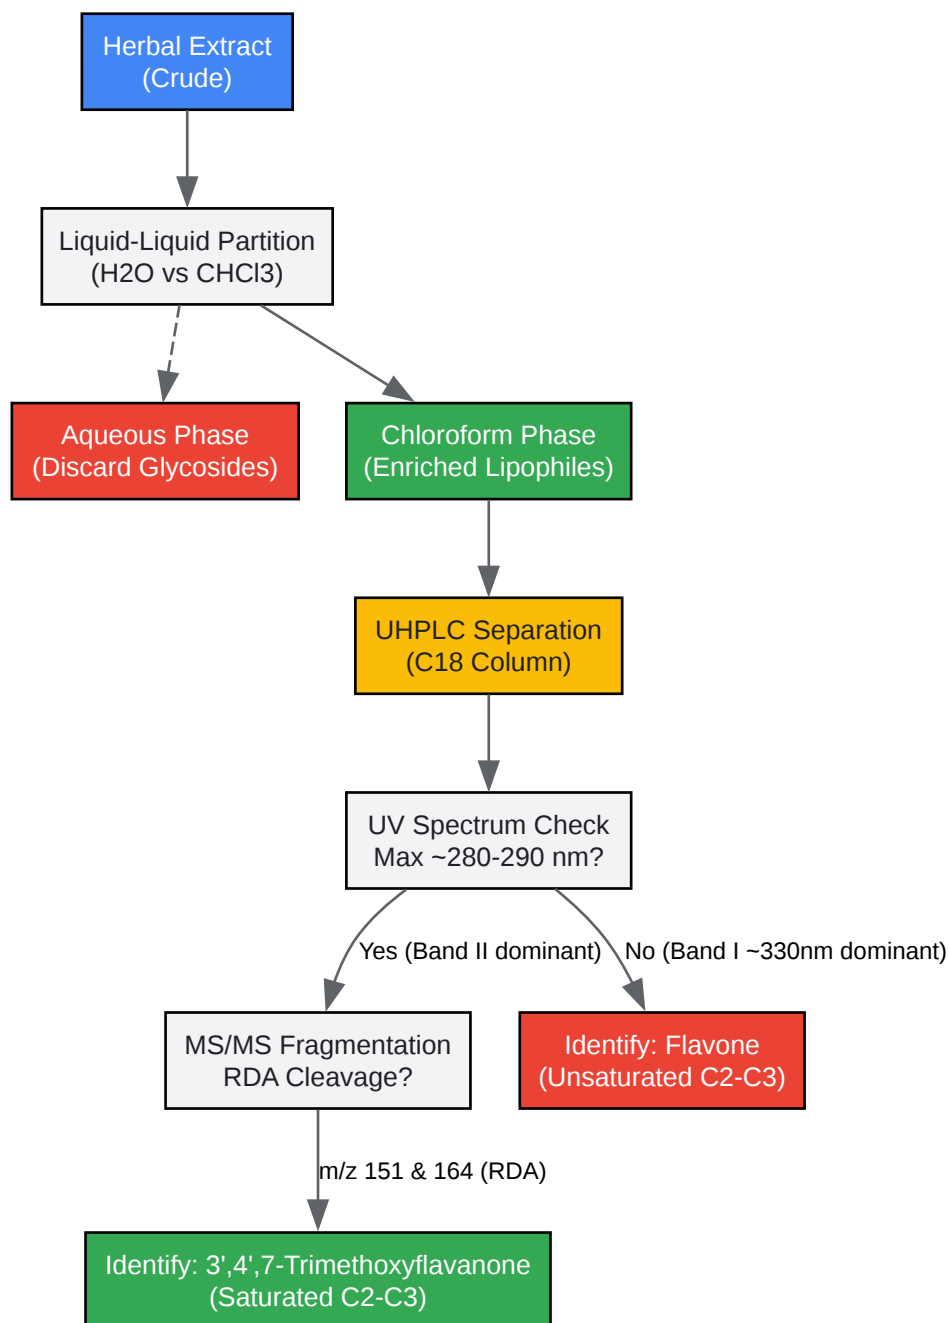 Herbal Extract
(Crude)
Liquid-Liquid Partition
(H2O vs CHCl3)
Aqueous Phase
(Discard Glycosides)
Chloroform Phase
(Enriched Lipophiles)
UHPLC Separation
(C18 Column)
UV Spectrum Check
Max ~280-290 nm?
Yes (Band II dominant)
No (Band I ~330nm dominant)
MS/MS Fragmentation
RDA Cleavage?
Identify: Flavone
(Unsaturated C2-C3)
m/z 151 & 164 (RDA)
Identify: 3',4',7-Trimethoxyflavanone
(Saturated C2-C3)